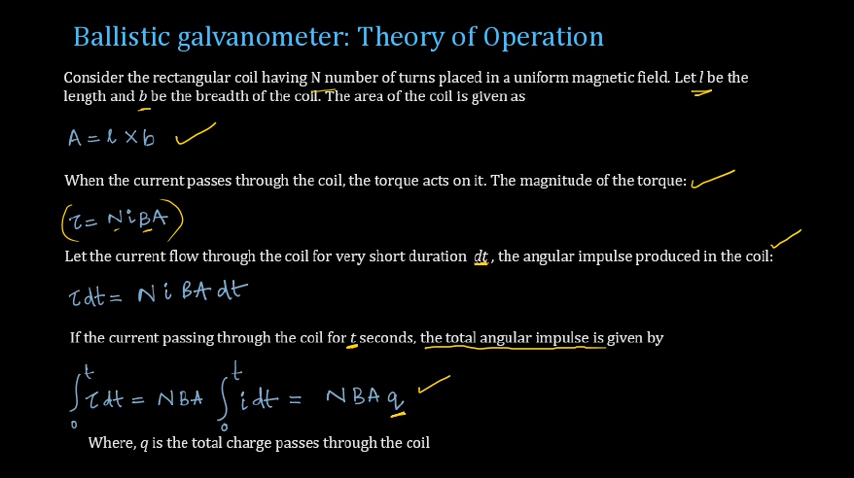 Ballistic galvanometer: Theory of Operation
Consider the rectangular coil having N number of turns placed in a uniform magnetic field. Let l be the
length and b be the breadth of the coil. The area of the coil is given as
A = l × b
When the current passes through the coil, the torque acts on it. The magnitude of the torque:
(τ = NiBA)
Let the current flow through the coil for very short duration dt, the angular impulse produced in the coil:
τdt = NiBAdt
If the current passing through the coil for t seconds, the total angular impulse is given by
∫₀ᵗ τdt = NBA ∫₀ᵗ idt = NBAq
Where, q is the total charge passes through the coil